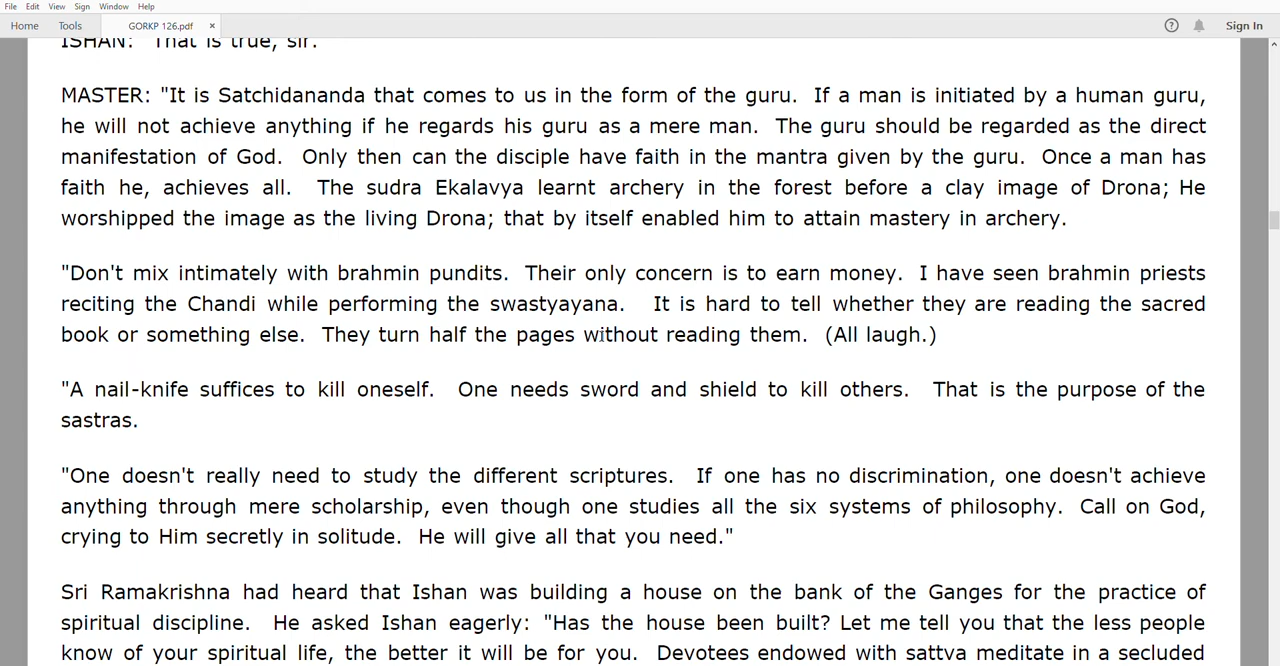 File Edit View Sign Window Help
Home Tools GORKP 126.pdf × ? Sign In
ISHAN: That is true, sir.
MASTER: "It is Satchidananda that comes to us in the form of the guru. If a man is initiated by a human guru,
he will not achieve anything if he regards his guru as a mere man. The guru should be regarded as the direct
manifestation of God. Only then can the disciple have faith in the mantra given by the guru. Once a man has
faith he, achieves all. The sudra Ekalavya learnt archery in the forest before a clay image of Drona; He
worshipped the image as the living Drona; that by itself enabled him to attain mastery in archery.
"Don't mix intimately with brahmin pundits. Their only concern is to earn money. I have seen brahmin priests
reciting the Chandi while performing the swastyayana. It is hard to tell whether they are reading the sacred
book or something else. They turn half the pages without reading them. (All laugh.)
"A nail-knife suffices to kill oneself. One needs sword and shield to kill others. That is the purpose of the
sastras.
"One doesn't really need to study the different scriptures. If one has no discrimination, one doesn't achieve
anything through mere scholarship, even though one studies all the six systems of philosophy. Call on God,
crying to Him secretly in solitude. He will give all that you need."
Sri Ramakrishna had heard that Ishan was building a house on the bank of the Ganges for the practice of
spiritual discipline. He asked Ishan eagerly: "Has the house been built? Let me tell you that the less people
know of your spiritual life, the better it will be for you. Devotees endowed with sattva meditate in a secluded